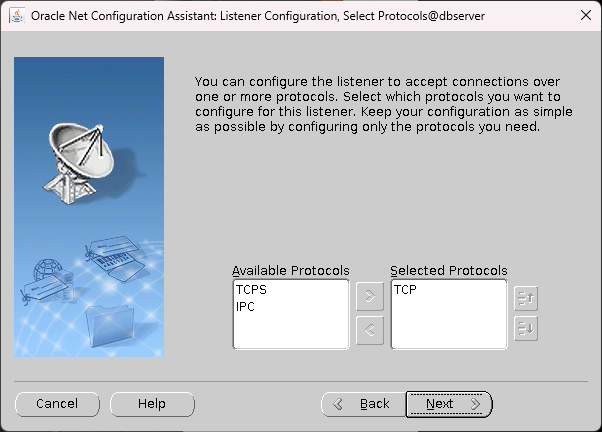 Oracle Net Configuration Assistant: Listener Configuration, Select Protocols@dbserver
You can configure the listener to accept connections over
one or more protocols. Select which protocols you want to
configure for this listener. Keep your configuration as simple
as possible by configuring only the protocols you need.
Available Protocols
Selected Protocols
TCPS
IPC
TCP
Cancel
Help
Back
Next